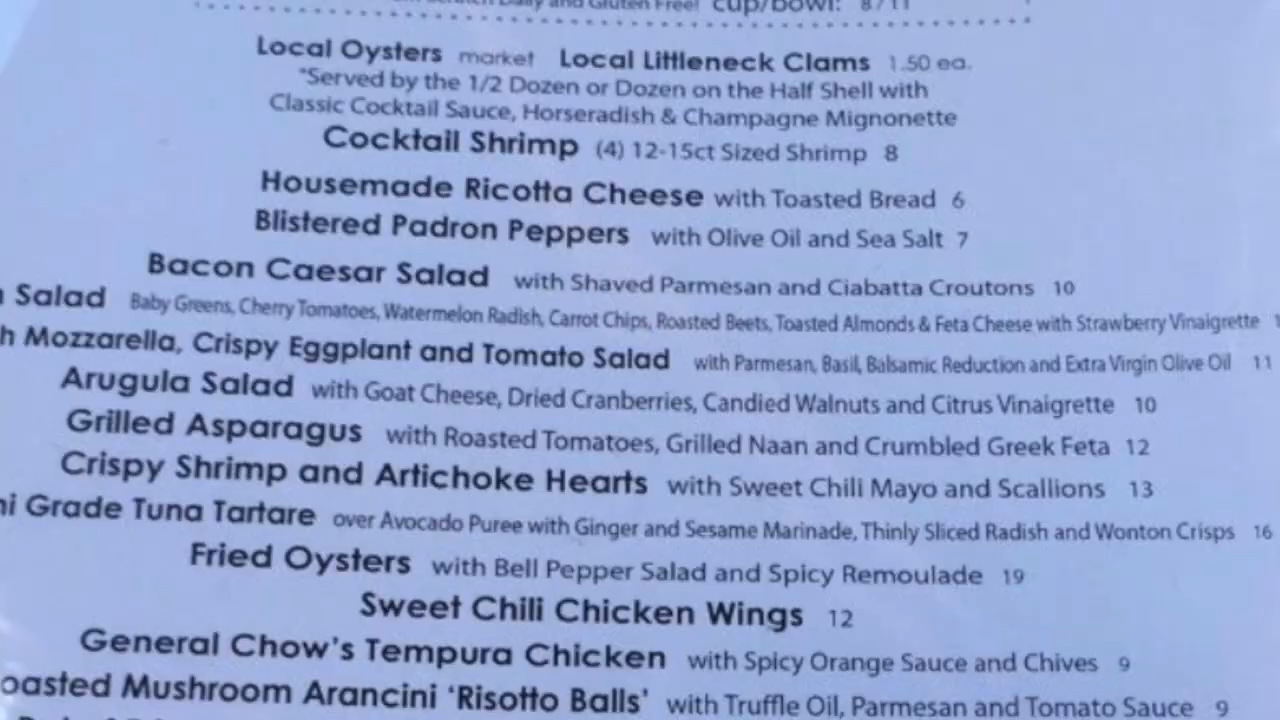 Daily and Gluten Free! cup/bowl: 8/11
Local Oysters market Local Littleneck Clams 1.50 ea.
*Served by the 1/2 Dozen or Dozen on the Half Shell with
Classic Cocktail Sauce, Horseradish & Champagne Mignonette
Cocktail Shrimp (4) 12-15ct Sized Shrimp 8
Housemade Ricotta Cheese with Toasted Bread 6
Blistered Padron Peppers with Olive Oil and Sea Salt 7
Bacon Caesar Salad with Shaved Parmesan and Ciabatta Croutons 10
Salad Baby Greens, Cherry Tomatoes, Watermelon Radish, Carrot Chips, Roasted Beets, Toasted Almonds & Feta Cheese with Strawberry Vinaigrette
h Mozzarella, Crispy Eggplant and Tomato Salad with Parmesan, Basil, Balsamic Reduction and Extra Virgin Olive Oil 11
Arugula Salad with Goat Cheese, Dried Cranberries, Candied Walnuts and Citrus Vinaigrette 10
Grilled Asparagus with Roasted Tomatoes, Grilled Naan and Crumbled Greek Feta 12
Crispy Shrimp and Artichoke Hearts with Sweet Chili Mayo and Scallions 13
ni Grade Tuna Tartare over Avocado Puree with Ginger and Sesame Marinade, Thinly Sliced Radish and Wonton Crisps 16
Fried Oysters with Bell Pepper Salad and Spicy Remoulade 19
Sweet Chili Chicken Wings 12
General Chow's Tempura Chicken with Spicy Orange Sauce and Chives 9
oasted Mushroom Arancini 'Risotto Balls' with Truffle Oil, Parmesan and Tomato Sauce 9